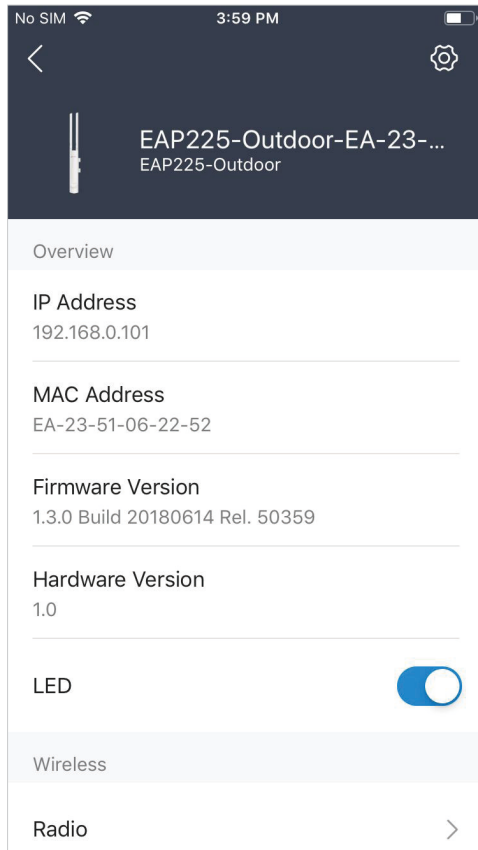 No SIM 3:59 PM
EAP225-Outdoor-EA-23-...
EAP225-Outdoor
Overview
IP Address
192.168.0.101
MAC Address
EA-23-51-06-22-52
Firmware Version
1.3.0 Build 20180614 Rel. 50359
Hardware Version
1.0
LED
Wireless
Radio